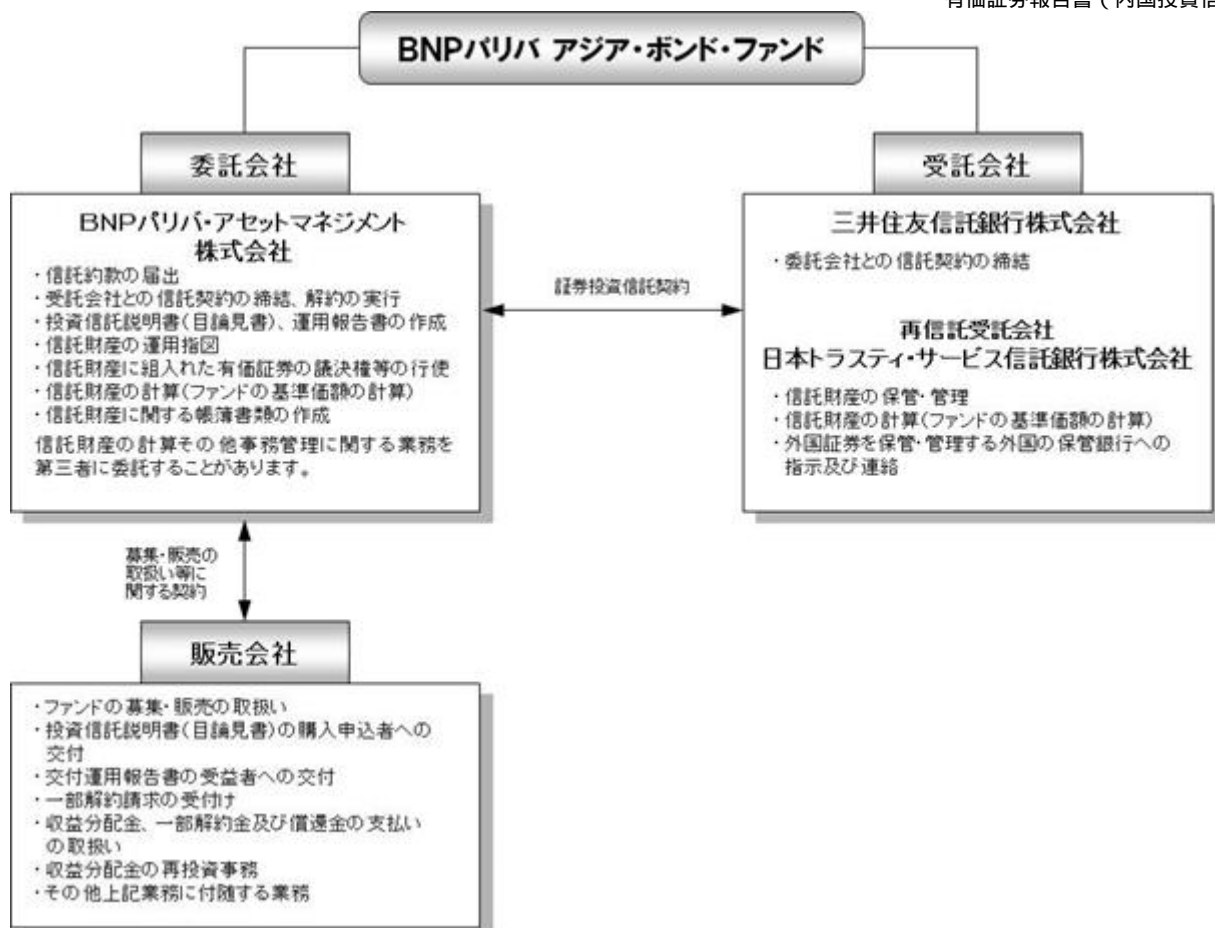 有価証券報告書(内国投資信
BNPパリバ アジア・ボンド・ファンド
委託会社
BNPパリバ・アセットマネジメント
株式会社
・信託約款の届出
・受託会社との信託契約の締結、解約の実行
・投資信託説明書(目論見書)、運用報告書の作成
・信託財産の運用指図
・信託財産に組入れた有価証券の議決権等の行使
・信託財産の計算(ファンドの基準価額の計算)
・信託財産に関する帳簿書類の作成
信託財産の計算その他事務管理に関する業務を
第三者に委託することがあります。
証券投資信託契約
受託会社
三井住友信託銀行株式会社
・委託会社との信託契約の締結
再信託受託会社
日本トラスティ・サービス信託銀行株式会社
・信託財産の保管・管理
・信託財産の計算(ファンドの基準価額の計算)
・外国証券を保管・管理する外国の保管銀行への
指示及び連絡
募集・販売の
取扱い等に
関する契約
販売会社
・ファンドの募集・販売の取扱い
・投資信託説明書(目論見書)の購入申込者への
交付
・交付運用報告書の受益者への交付
・一部解約請求の受付け
・収益分配金、一部解約金及び償還金の支払い
の取扱い
・収益分配金の再投資事務
・その他上記業務に付随する業務